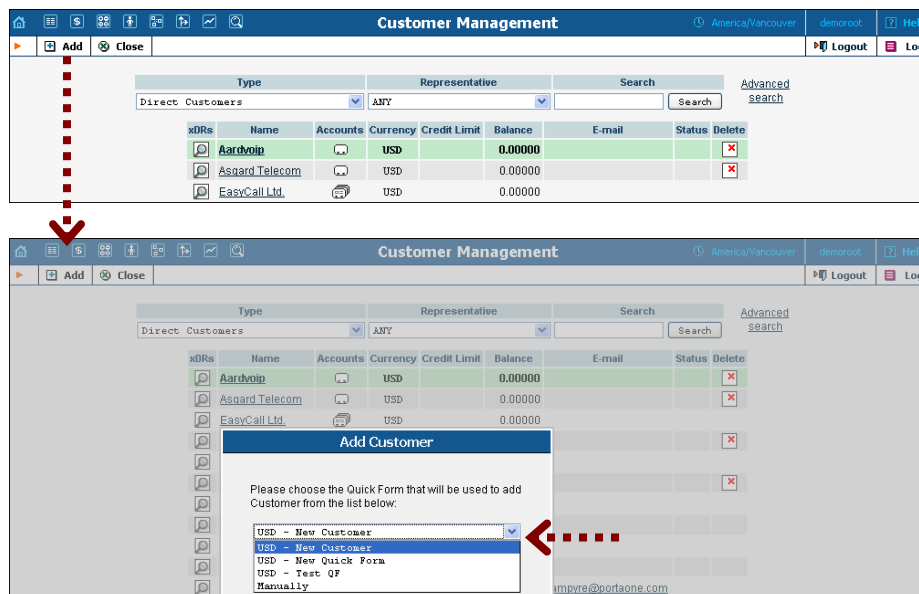 Customer Management
America/Vancouver
demoroot
Hel
Add
Close
Logout
Lo
Type
Representative
Search
Advanced search
Direct Customers
ANY
Search
xDRs Name Accounts Currency Credit Limit Balance E-mail Status Delete
Aardvoip USD 0.00000
Asgard Telecom USD 0.00000
EasyCall Ltd. USD 0.00000
Customer Management
America/Vancouver
demoroot
Hel
Add
Close
Logout
Lo
Type
Representative
Search
Advanced search
Direct Customers
ANY
Search
xDRs Name Accounts Currency Credit Limit Balance E-mail Status Delete
Aardvoip USD 0.00000
Asgard Telecom USD 0.00000
EasyCall Ltd. USD 0.00000
Add Customer
Please choose the Quick Form that will be used to add
Customer from the list below:
USD - New Customer
USD - New Customer
USD - New Quick Form
USD - Test QF
Manually
ampyre@portaone.com